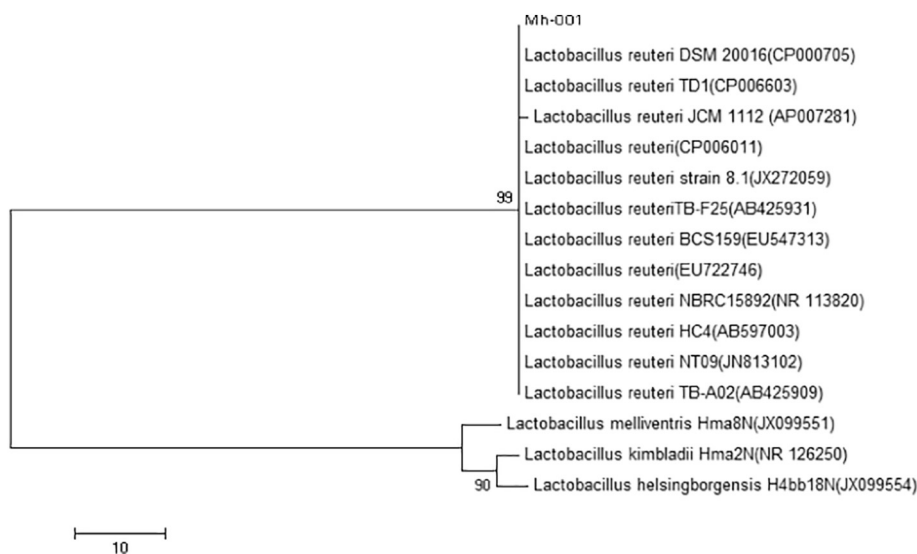 Mh-001
Lactobacillus reuteri DSM 20016(CP000705)
Lactobacillus reuteri TD1(CP006603)
Lactobacillus reuteri JCM 1112 (AP007281)
Lactobacillus reuteri(CP006011)
Lactobacillus reuteri strain 8.1(JX272059)
99
Lactobacillus reuteriTB-F25(AB425931)
Lactobacillus reuteri BCS159(EU547313)
Lactobacillus reuteri(EU722746)
Lactobacillus reuteri NBRC15892(NR 113820)
Lactobacillus reuteri HC4(AB597003)
Lactobacillus reuteri NT09(JN813102)
Lactobacillus reuteri TB-A02(AB425909)
Lactobacillus melliventris Hma8N(JX099551)
Lactobacillus kimbladii Hma2N(NR 126250)
90
Lactobacillus helsingborgensis H4bb18N(JX099554)
10